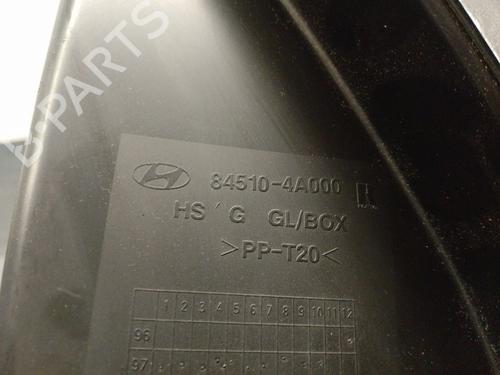 B-PARTS
84510-4A000
HS'G GL/BOX
>PP-T20<
1 2 3 4 5 6 7 8 9 10 11 12
96
97